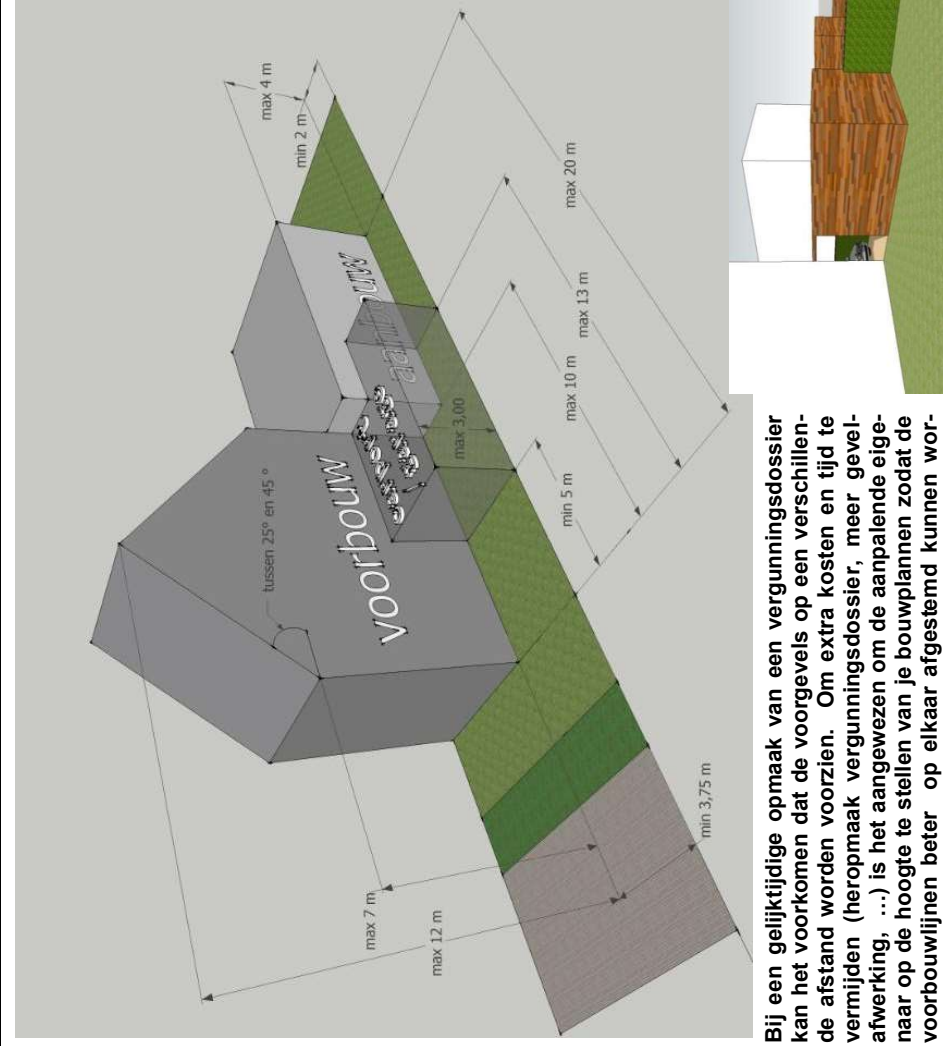 max 4 m
min 2 m
tussen 25° en 45 °
voorbouw
aanbouw
max 3,00
max 20 m
max 13 m
max 10 m
min 5 m
max 7 m
max 12 m
min 3,75 m
Bij een gelijktijdige opmaak van een vergunningsdossier
kan het voorkomen dat de voorgevels op een verschillen-
de afstand worden voorzien. Om extra kosten en tijd te
vermijden (heropmaak vergunningsdossier, meer gevel-
afwerking, ...) is het aangewezen om de aanpalende eige-
naar op de hoogte te stellen van je bouwplannen zodat de
voorbouwlijnen beter op elkaar afgestemd kunnen wor-